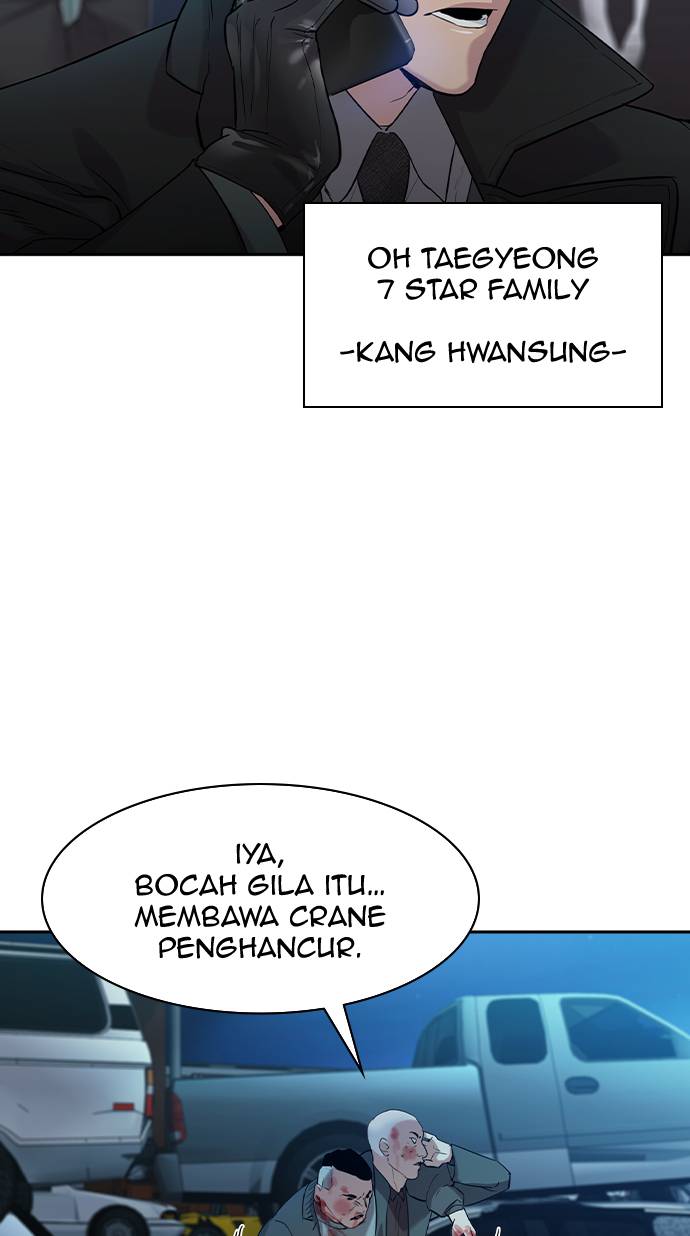 OH TAEGYEONG
7 STAR FAMILY
-KANG HWANSUNG-
IYA,
BOCAH GILA ITU...
MEMBAWA CRANE
PENGHANCUR.